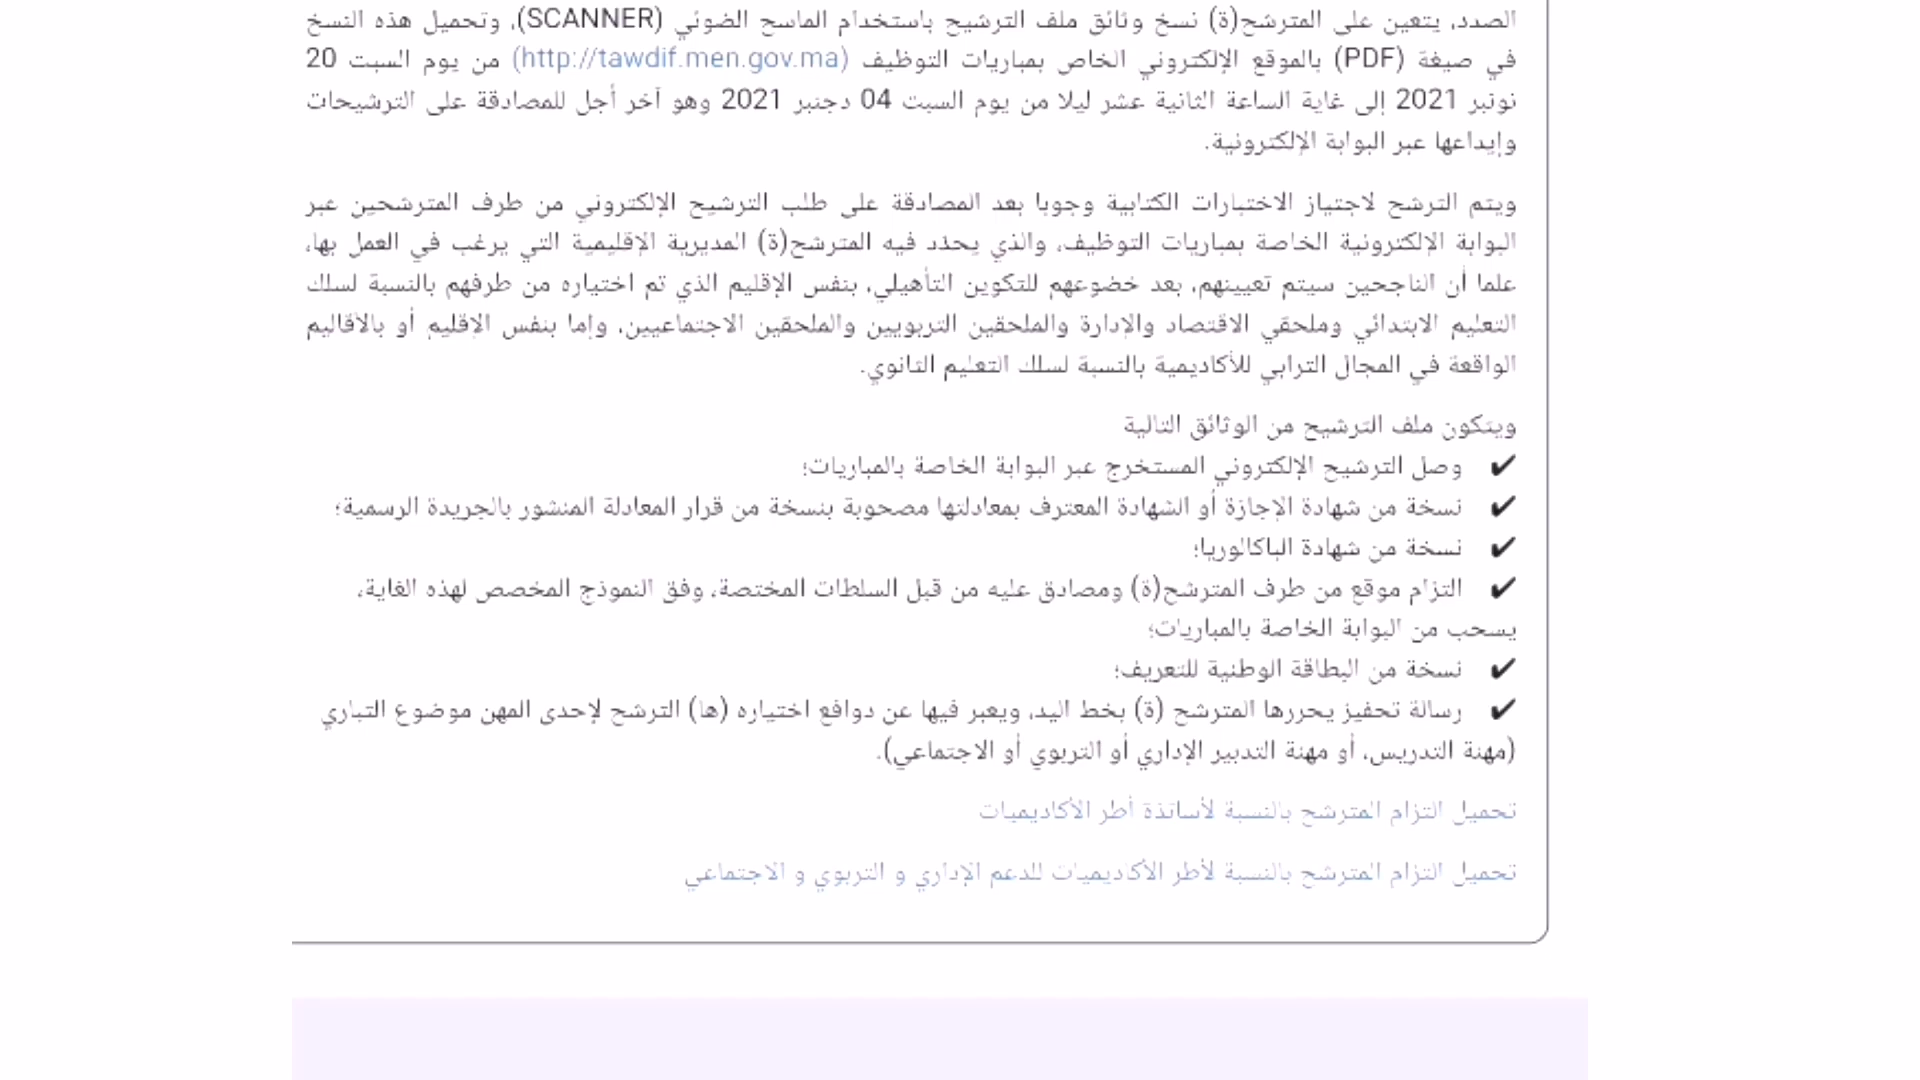 الصدد، يتعين على المترشح(ة) نسخ وثائق ملف الترشيح باستخدام الماسح الضوئي (SCANNER)، وتحميل هذه النسخ
في صيغة (PDF) بالموقع الإلكتروني الخاص بمباريات التوظيف (http://tawdif.men.gov.ma) من يوم السبت 20
نونبر 2021 إلى غاية الساعة الثانية عشر ليلا من يوم السبت 04 دجنبر 2021 وهو آخر أجل للمصادقة على الترشيحات
وإيداعها عبر البوابة الإلكترونية.
ويتم الترشح لاجتياز الاختبارات الكتابية وجوبا بعد المصادقة على طلب الترشيح الإلكتروني من طرف المترشحين عبر
البوابة الإلكترونية الخاصة بمباريات التوظيف، والذي يحدد فيه المترشح(ة) المديرية الإقليمية التي يرغب في العمل بها،
علما أن الناجحين سيتم تعيينهم، بعد خضوعهم للتكوين التأهيلي، بنفس الإقليم الذي تم اختياره من طرفهم بالنسبة لسلك
التعليم الابتدائي وملحقي الاقتصاد والإدارة والملحقين التربويين والملحقين الاجتماعيين، وإما بنفس الإقليم أو بالأقاليم
الواقعة في المجال الترابي للأكاديمية بالنسبة لسلك التعليم الثانوي.
ويتكون ملف الترشيح من الوثائق التالية
✔ وصل الترشيح الإلكتروني المستخرج عبر البوابة الخاصة بالمباريات؛
✔ نسخة من شهادة الإجازة أو الشهادة المعترف بمعادلتها مصحوبة بنسخة من قرار المعادلة المنشور بالجريدة الرسمية؛
✔ نسخة من شهادة الباكالوريا؛
✔ التزام موقع من طرف المترشح(ة) ومصادق عليه من قبل السلطات المختصة، وفق النموذج المخصص لهذه الغاية،
يسحب من البوابة الخاصة بالمباريات؛
✔ نسخة من البطاقة الوطنية للتعريف؛
✔ رسالة تحفيز يحررها المترشح (ة) بخط اليد، ويعبر فيها عن دوافع اختياره (ها) الترشح لإحدى المهن موضوع التباري
(مهنة التدريس، أو مهنة التدبير الإداري أو التربوي أو الاجتماعي).
تحميل التزام المترشح بالنسبة لأساتذة أطر الأكاديميات
تحميل التزام المترشح بالنسبة لأطر الأكاديميات للدعم الإداري و التربوي و الاجتماعي